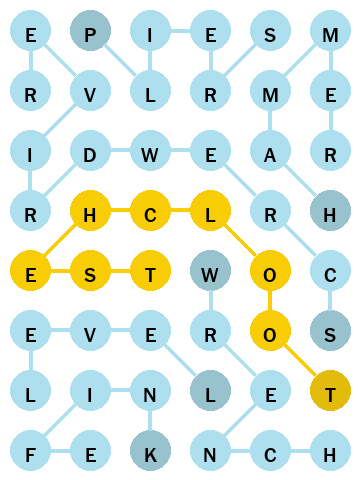 E P I E S M
R V L R M E
I D W E A R
R H C L R H
E S T W O C
E V E R O S
L I N L E T
F E K N C H